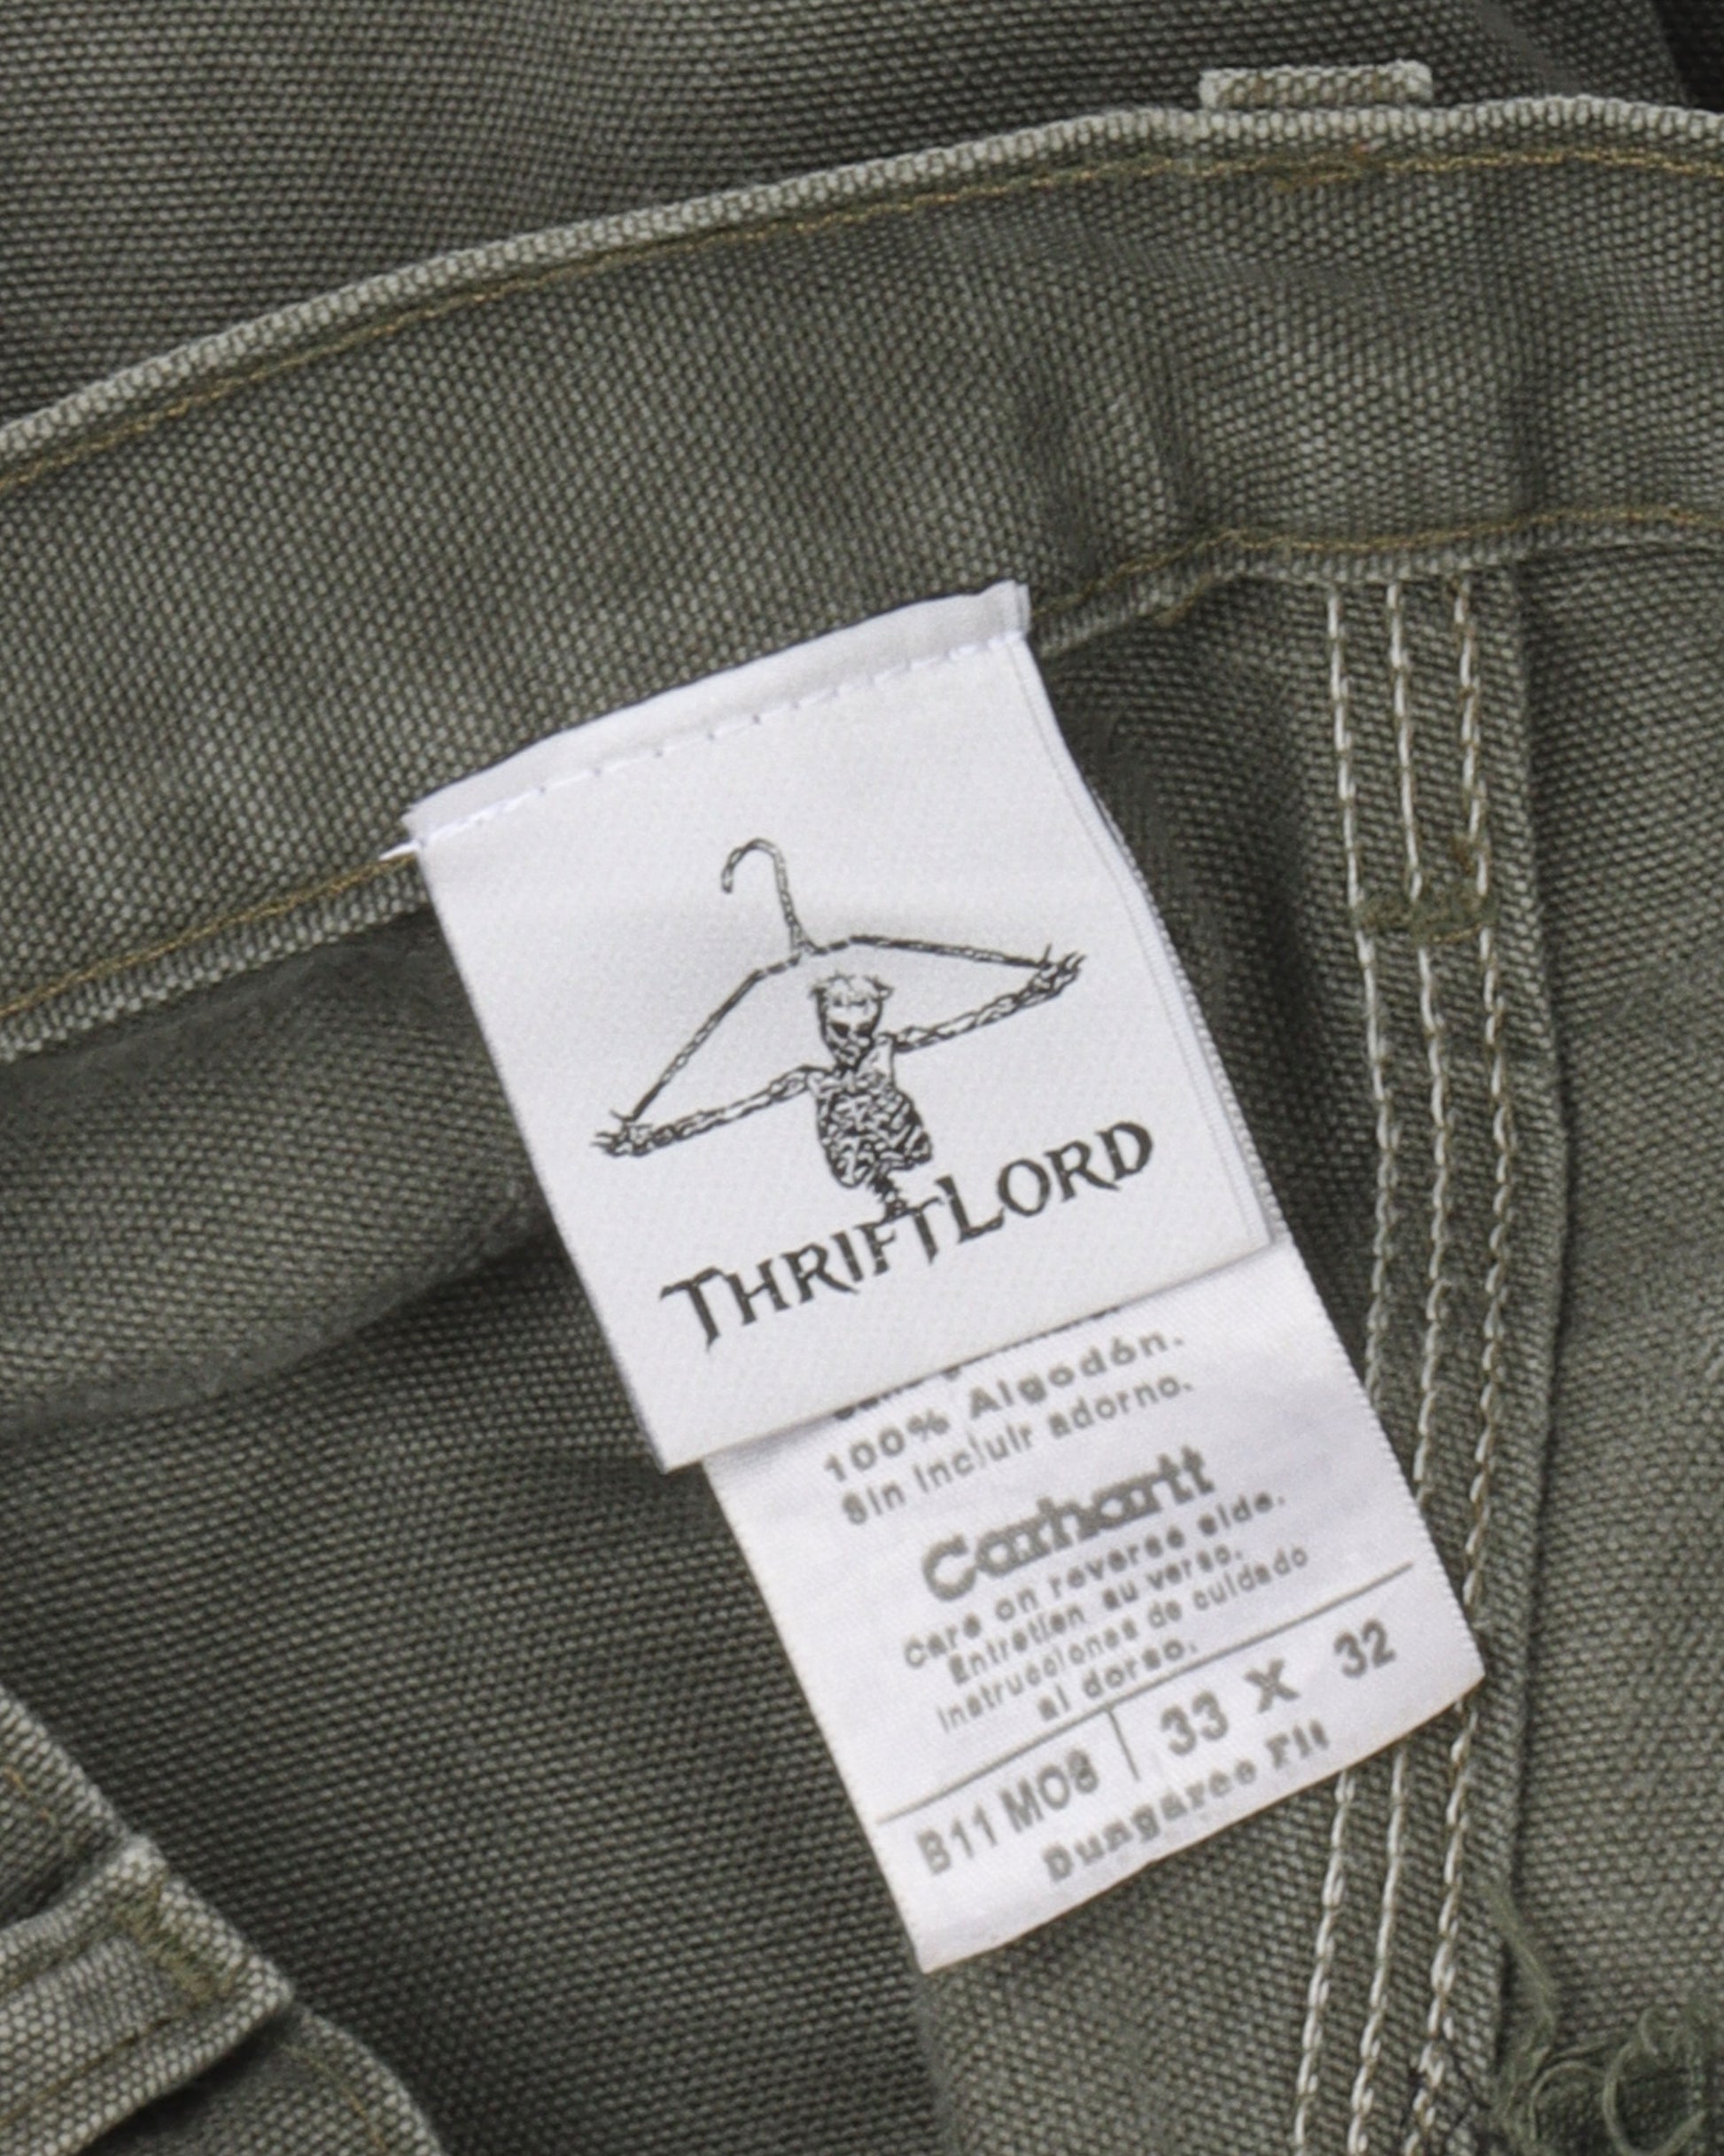 THRIFTLORD
100% Algodón.
Sin incluir adorno.
Carhartt
Care on reverse side.
Entretien au verso.
Instrucciones de cuidado
al dorso.
B11 MO8 33 X 32
Dungaree Fit